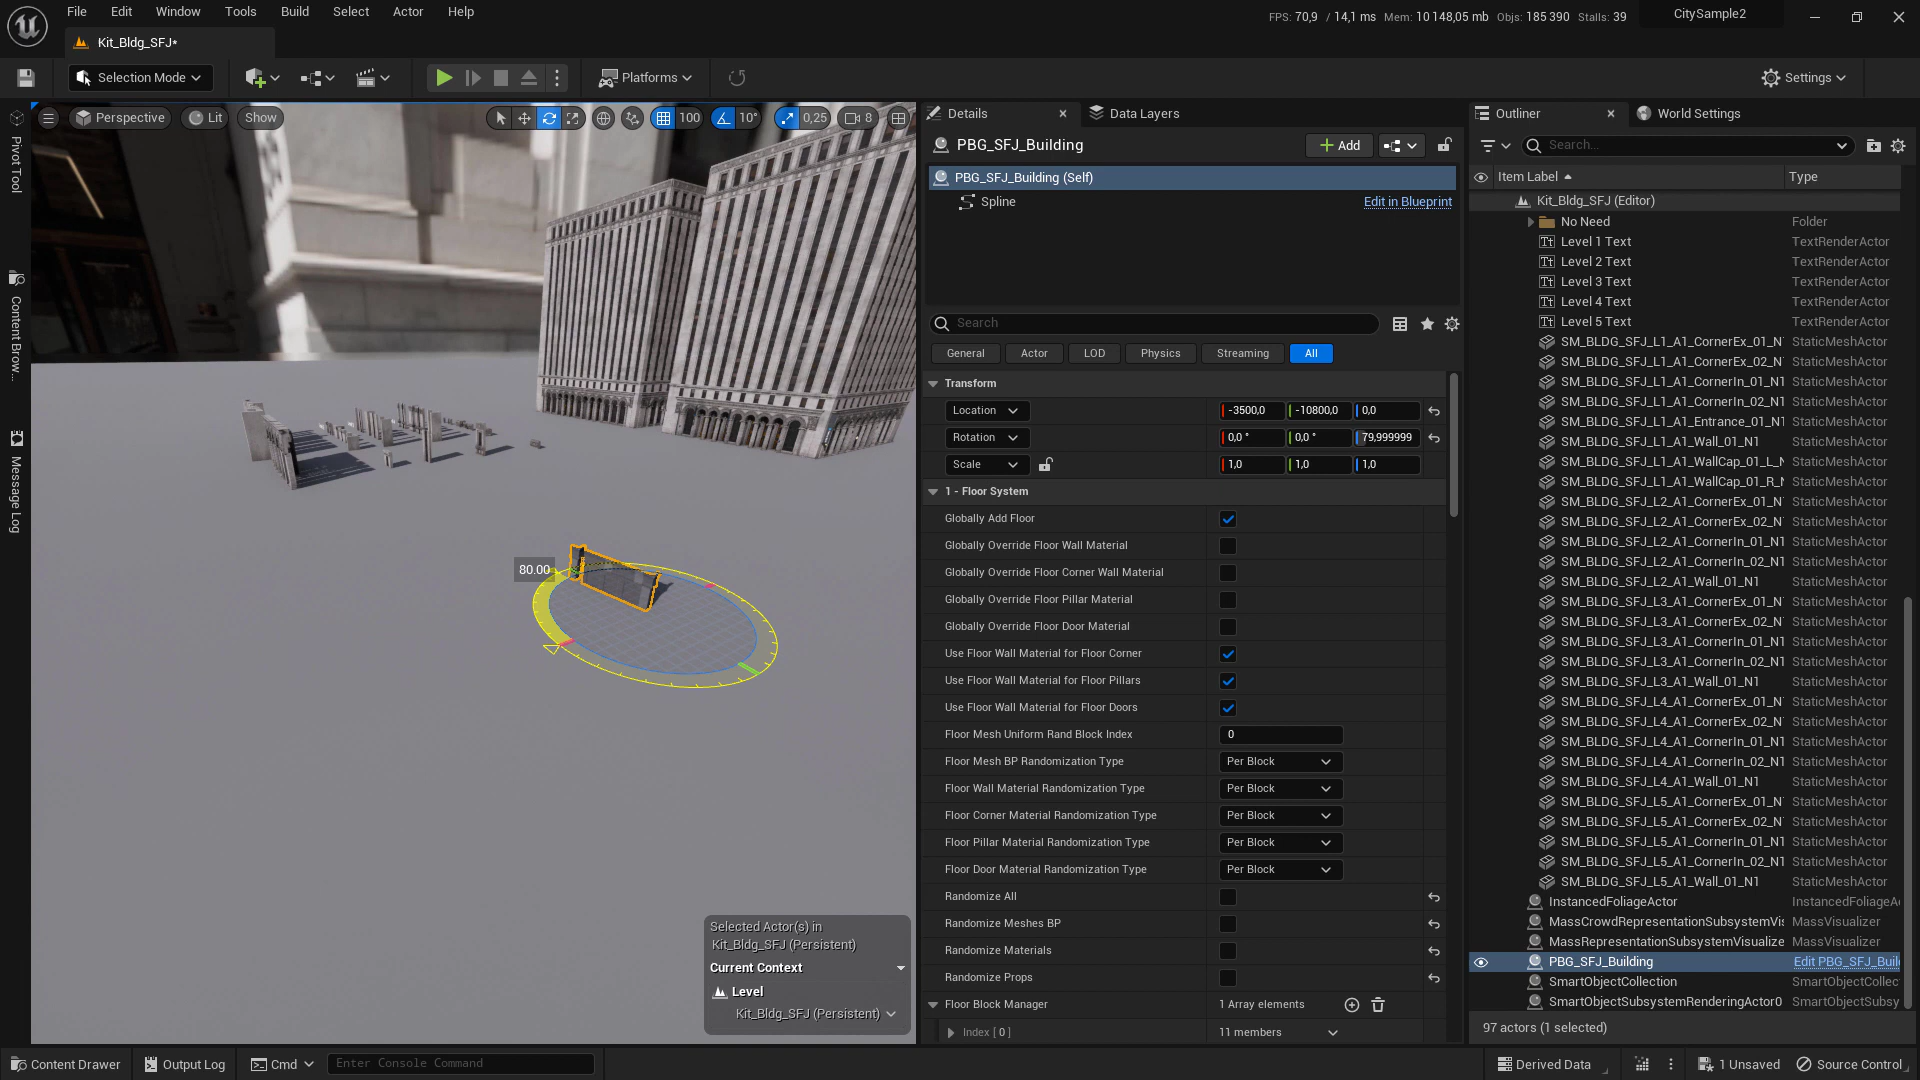 File Edit Window Tools Build Select Actor Help
FPS: 70,9 / 14,1 ms Mem: 10 148,05 mb Objs: 185 390 Stalls: 39 CitySample2
Kit_Bldg_SFJ*
Selection Mode Platforms Settings
Perspective Lit Show 100 10° 0,25 8
Pivot Tool
Content Brow...
Message Log
80.00
Selected Actor(s) in
Kit_Bldg_SFJ (Persistent)
Current Context
Level
Kit_Bldg_SFJ (Persistent)
Details Data Layers
PBG_SFJ_Building Add
PBG_SFJ_Building (Self)
Spline Edit in Blueprint
Search
General Actor LOD Physics Streaming All
Transform
Location -3500,0 -10800,0 0,0
Rotation 0,0 ° 0,0 ° 79,999999
Scale 1,0 1,0 1,0
1 - Floor System
Globally Add Floor
Globally Override Floor Wall Material
Globally Override Floor Corner Wall Material
Globally Override Floor Pillar Material
Globally Override Floor Door Material
Use Floor Wall Material for Floor Corner
Use Floor Wall Material for Floor Pillars
Use Floor Wall Material for Floor Doors
Floor Mesh Uniform Rand Block Index 0
Floor Mesh BP Randomization Type Per Block
Floor Wall Material Randomization Type Per Block
Floor Corner Material Randomization Type Per Block
Floor Pillar Material Randomization Type Per Block
Floor Door Material Randomization Type Per Block
Randomize All
Randomize Meshes BP
Randomize Materials
Randomize Props
Floor Block Manager 1 Array elements
Index [ 0 ] 11 members
Outliner World Settings
Search...
Item Label Type
Kit_Bldg_SFJ (Editor)
No Need Folder
Level 1 Text TextRenderActor
Level 2 Text TextRenderActor
Level 3 Text TextRenderActor
Level 4 Text TextRenderActor
Level 5 Text TextRenderActor
SM_BLDG_SFJ_L1_A1_CornerEx_01_N StaticMeshActor
SM_BLDG_SFJ_L1_A1_CornerEx_02_N StaticMeshActor
SM_BLDG_SFJ_L1_A1_CornerIn_01_N1 StaticMeshActor
SM_BLDG_SFJ_L1_A1_CornerIn_02_N1 StaticMeshActor
SM_BLDG_SFJ_L1_A1_Entrance_01_N1 StaticMeshActor
SM_BLDG_SFJ_L1_A1_Wall_01_N1 StaticMeshActor
SM_BLDG_SFJ_L1_A1_WallCap_01_L_N StaticMeshActor
SM_BLDG_SFJ_L1_A1_WallCap_01_R_N StaticMeshActor
SM_BLDG_SFJ_L2_A1_CornerEx_01_N StaticMeshActor
SM_BLDG_SFJ_L2_A1_CornerEx_02_N StaticMeshActor
SM_BLDG_SFJ_L2_A1_CornerIn_01_N1 StaticMeshActor
SM_BLDG_SFJ_L2_A1_CornerIn_02_N1 StaticMeshActor
SM_BLDG_SFJ_L2_A1_Wall_01_N1 StaticMeshActor
SM_BLDG_SFJ_L3_A1_CornerEx_01_N StaticMeshActor
SM_BLDG_SFJ_L3_A1_CornerEx_02_N StaticMeshActor
SM_BLDG_SFJ_L3_A1_CornerIn_01_N1 StaticMeshActor
SM_BLDG_SFJ_L3_A1_CornerIn_02_N1 StaticMeshActor
SM_BLDG_SFJ_L3_A1_Wall_01_N1 StaticMeshActor
SM_BLDG_SFJ_L4_A1_CornerEx_01_N StaticMeshActor
SM_BLDG_SFJ_L4_A1_CornerEx_02_N StaticMeshActor
SM_BLDG_SFJ_L4_A1_CornerIn_01_N1 StaticMeshActor
SM_BLDG_SFJ_L4_A1_CornerIn_02_N1 StaticMeshActor
SM_BLDG_SFJ_L4_A1_Wall_01_N1 StaticMeshActor
SM_BLDG_SFJ_L5_A1_CornerEx_01_N StaticMeshActor
SM_BLDG_SFJ_L5_A1_CornerEx_02_N StaticMeshActor
SM_BLDG_SFJ_L5_A1_CornerIn_01_N1 StaticMeshActor
SM_BLDG_SFJ_L5_A1_CornerIn_02_N1 StaticMeshActor
SM_BLDG_SFJ_L5_A1_Wall_01_N1 StaticMeshActor
InstancedFoliageActor InstancedFoliageA
MassCrowdRepresentationSubsystemVis MassVisualizer
MassRepresentationSubsystemVisualize MassVisualizer
PBG_SFJ_Building Edit PBG_SFJ_Buil
SmartObjectCollection SmartObjectCollec
SmartObjectSubsystemRenderingActor0 SmartObjectSubsy
97 actors (1 selected)
Content Drawer Output Log Cmd Enter Console Command Derived Data 1 Unsaved Source Control